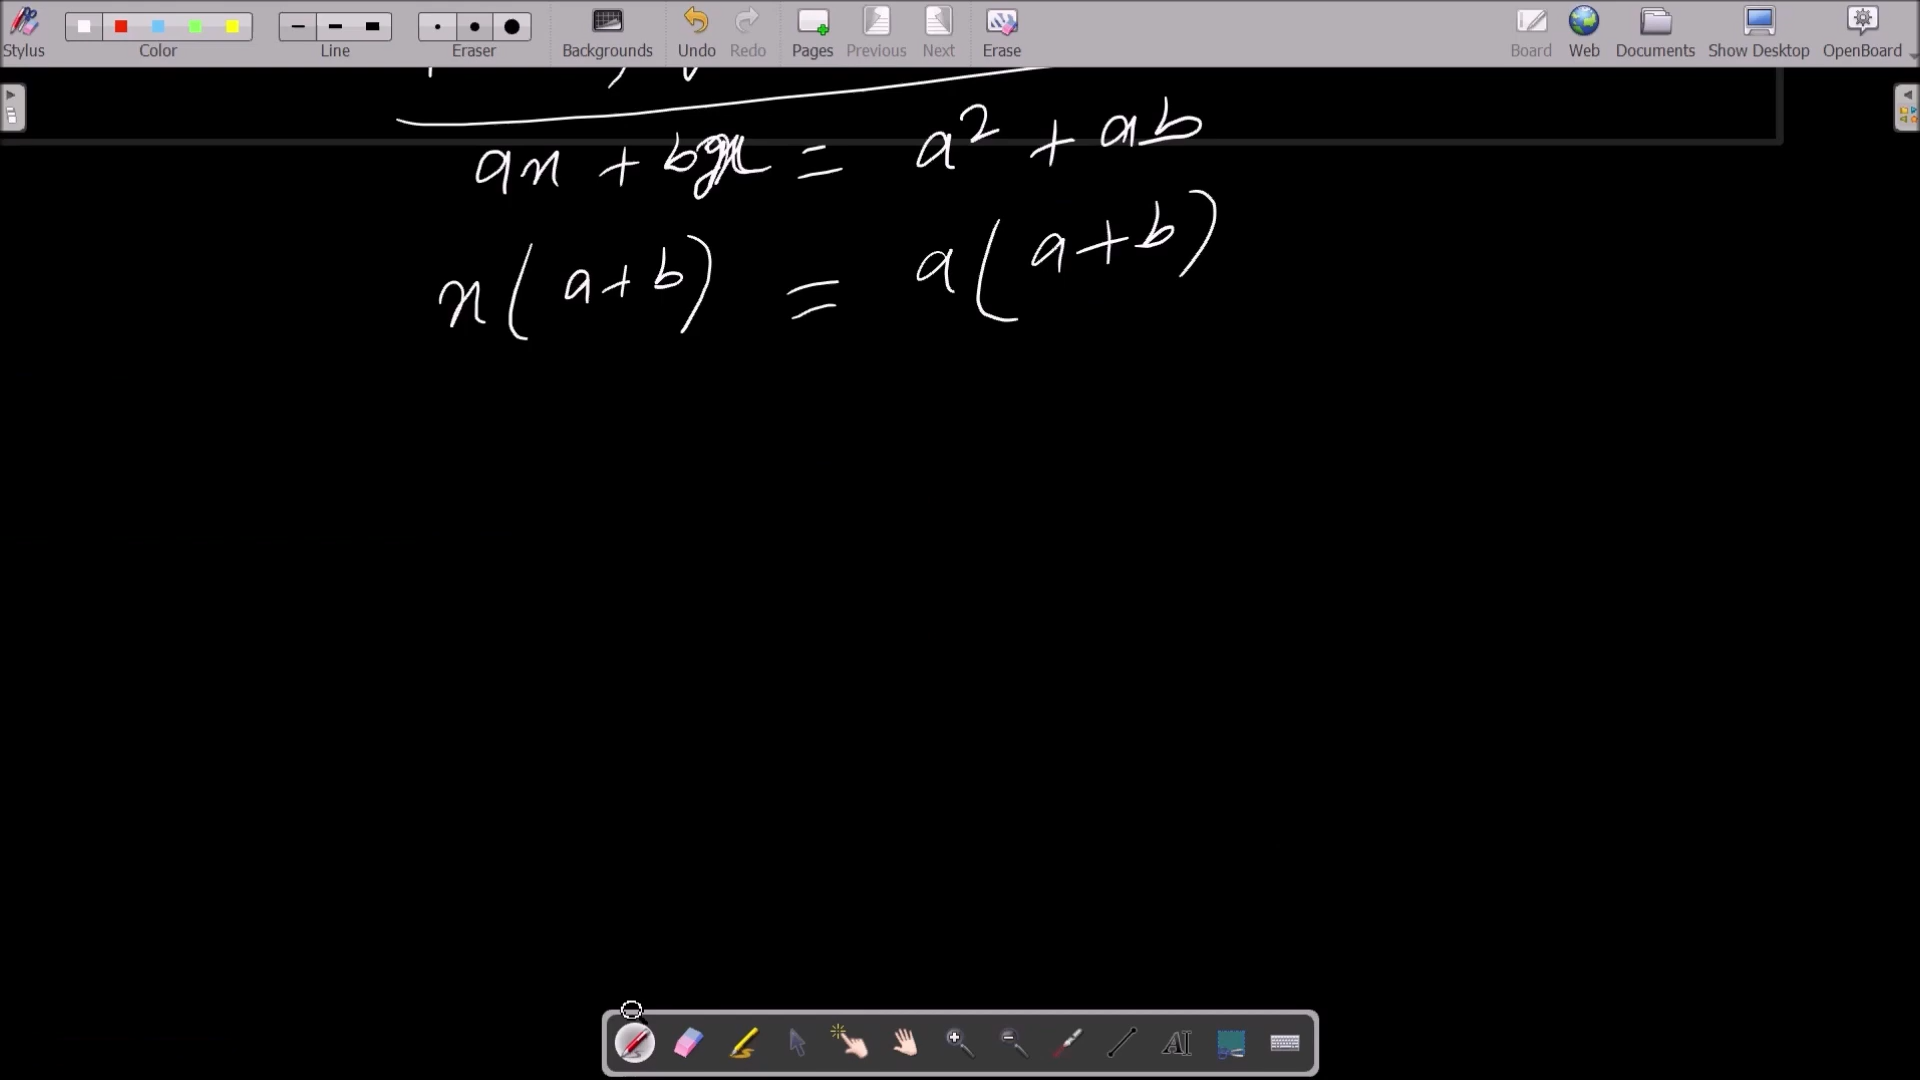 Stylus Color Line Eraser Backgrounds Undo Redo Pages Previous Next Erase Board Web Documents Show Desktop OpenBoard
ax + bx = a² + ab
x(a+b) = a(a+b)
AI